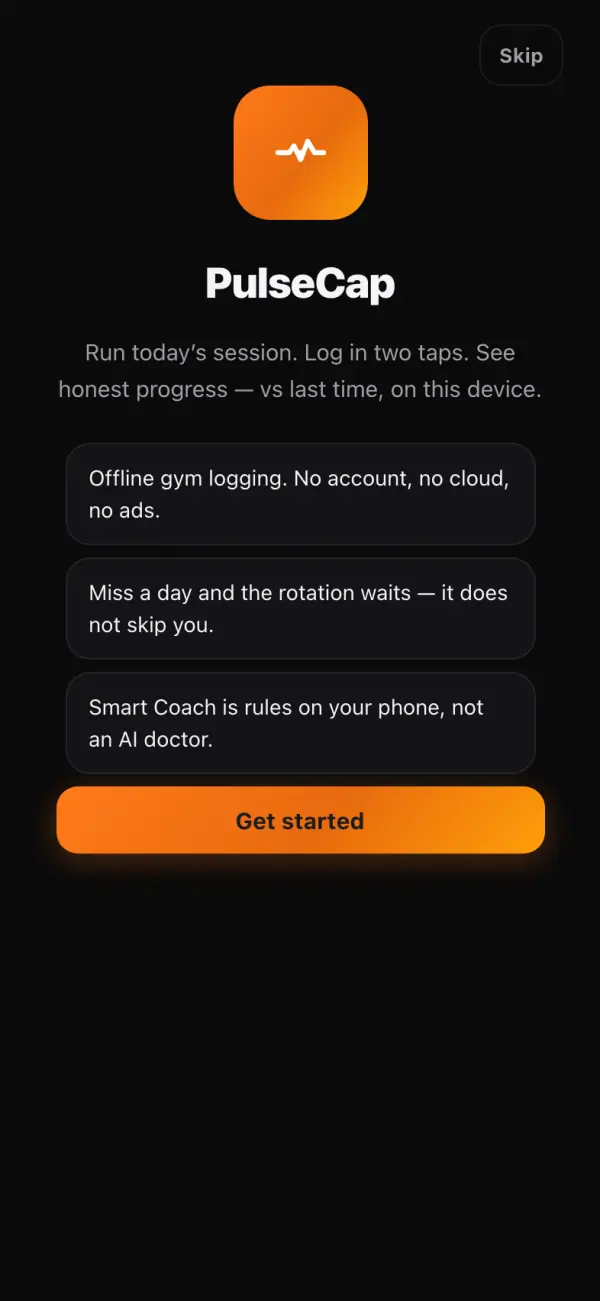 Skip
PulseCap
Run today’s session. Log in two taps. See
honest progress — vs last time, on this device.
Offline gym logging. No account, no cloud,
no ads.
Miss a day and the rotation waits — it does
not skip you.
Smart Coach is rules on your phone, not
an AI doctor.
Get started